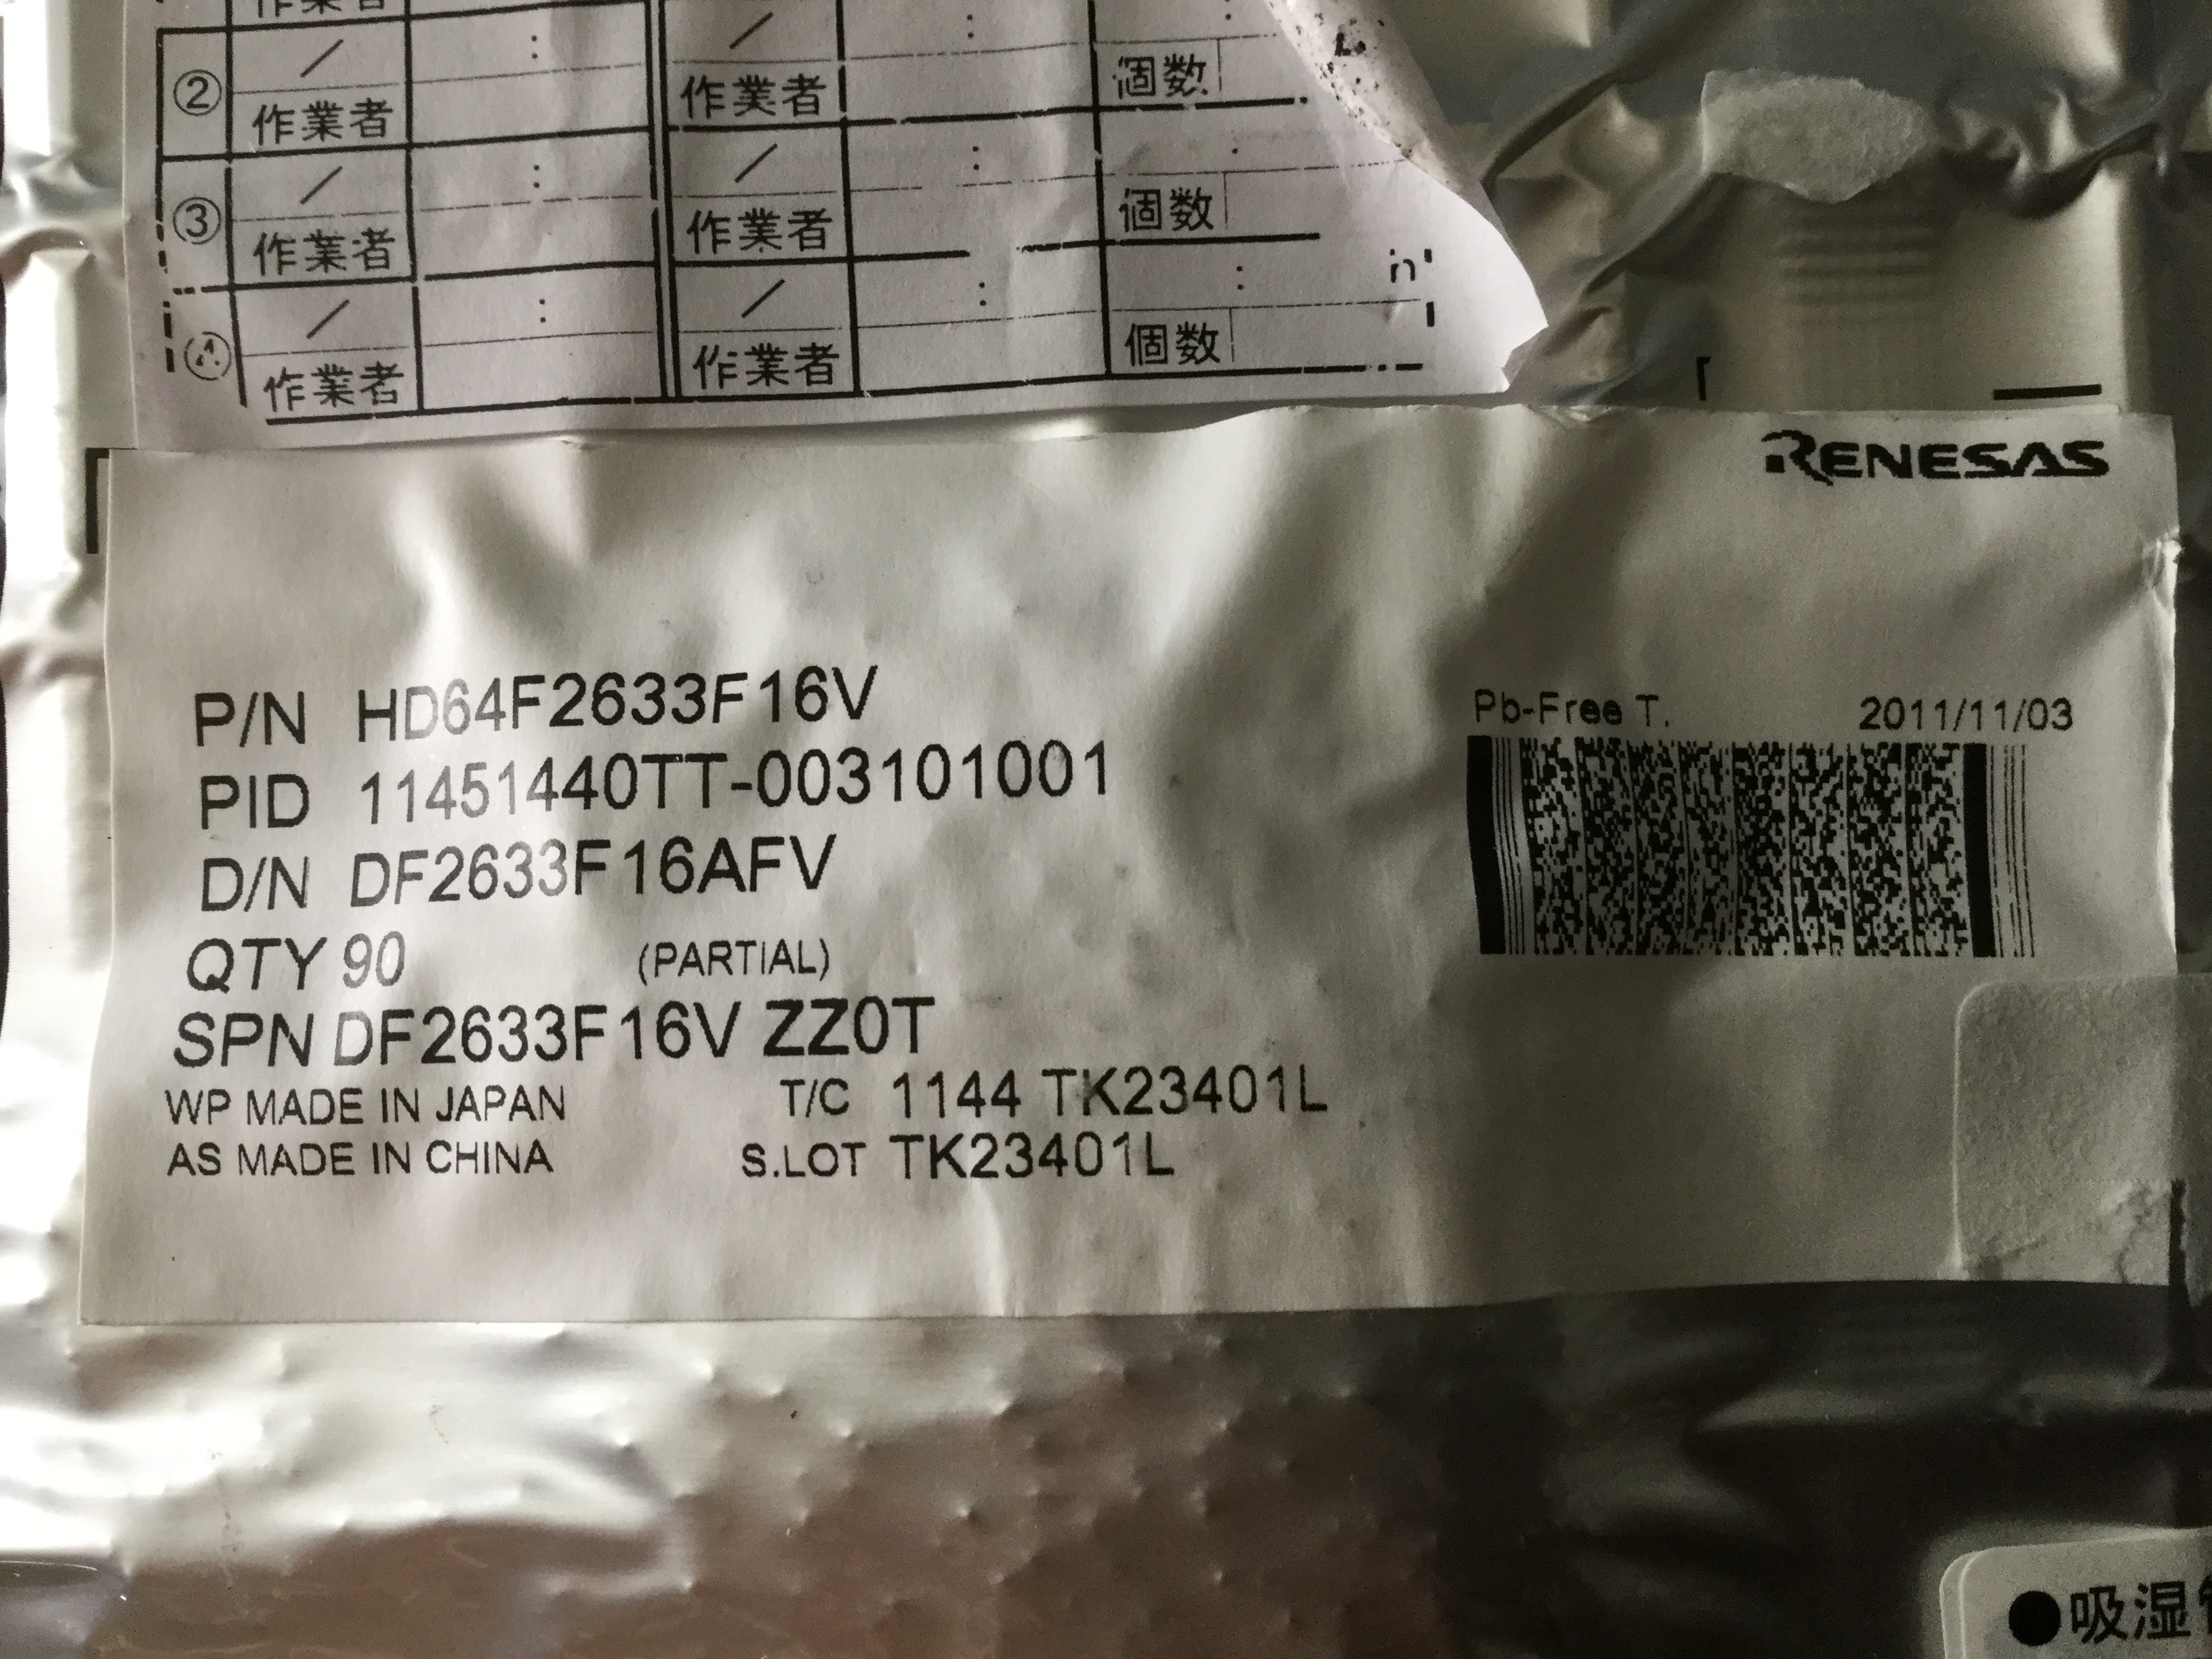 作業者
② / : / :
作業者 作業者 個数
③ / : / : :
作業者 作業者 個数
/ : / : :
作業者 作業者 個数
RENESAS
P/N HD64F2633F16V
Pb-Free T. 2011/11/03
PID 11451440TT-003101001
D/N DF2633F16AFV
QTY 90 (PARTIAL)
SPN DF2633F16V ZZ0T
WP MADE IN JAPAN T/C 1144 TK23401L
AS MADE IN CHINA S.LOT TK23401L
●吸湿